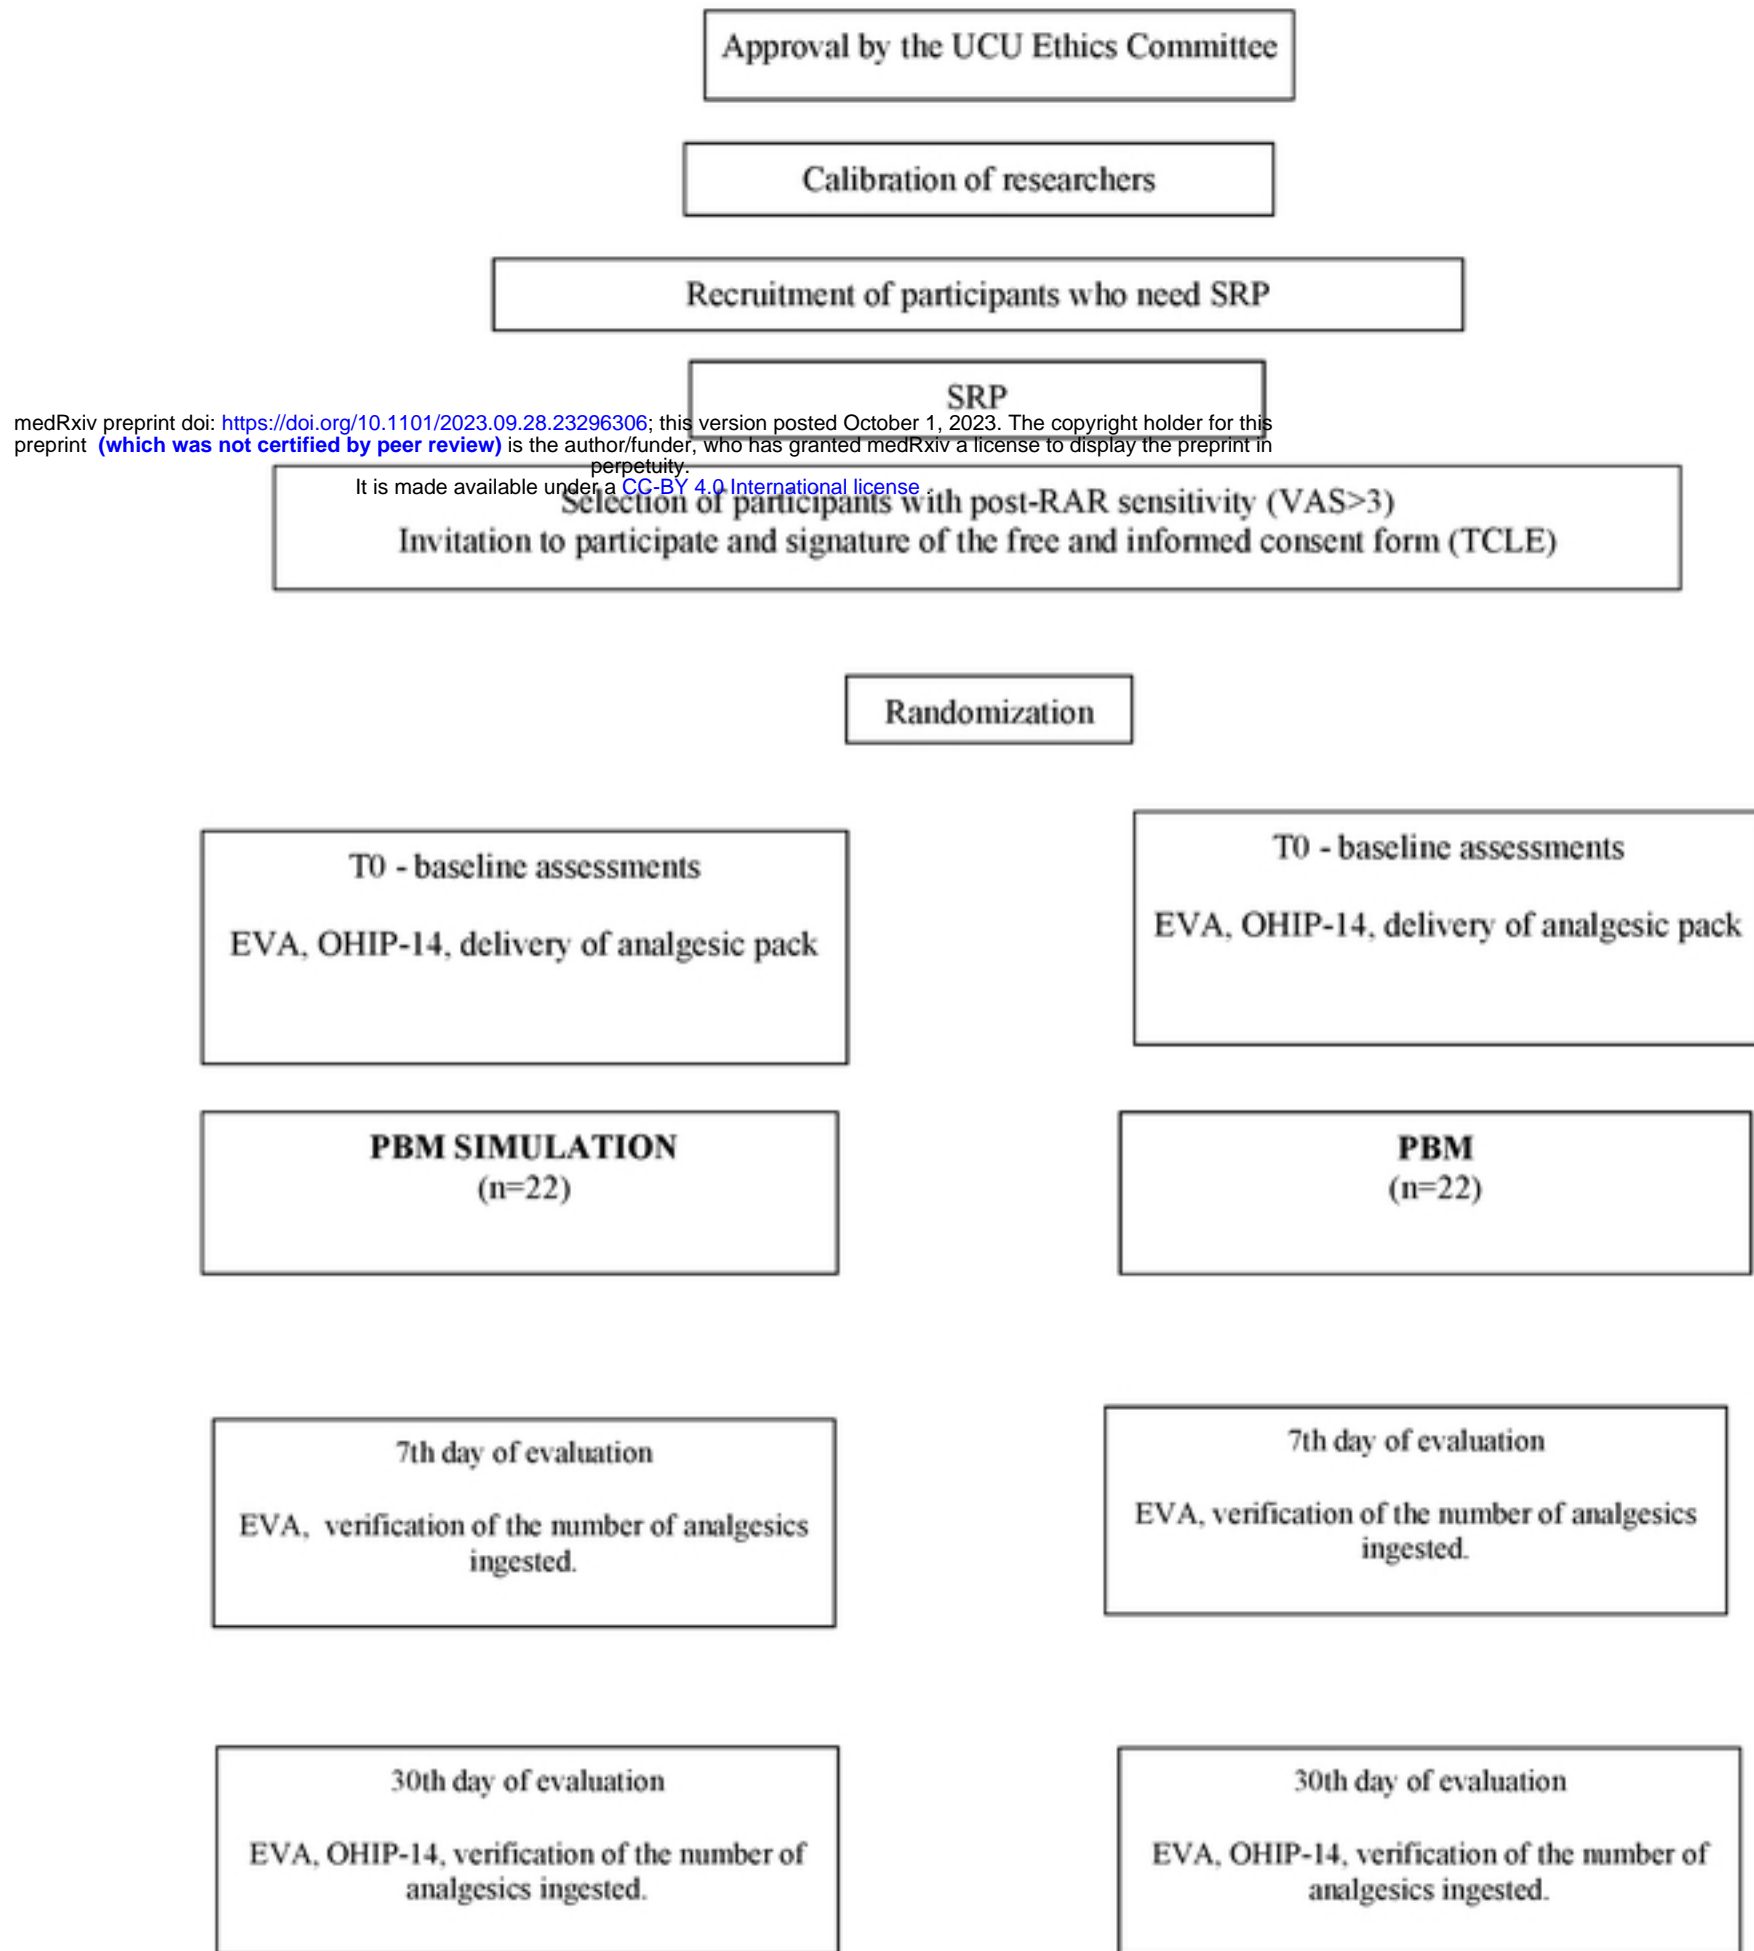 Approval by the UCU Ethics Committee
Calibration of researchers
Recruitment of participants who need SRP
SRP
medRxiv preprint doi: https://doi.org/10.1101/2023.09.28.23296306; this version posted October 1, 2023. The copyright holder for this
preprint (which was not certified by peer review) is the author/funder, who has granted medRxiv a license to display the preprint in
perpetuity.
It is made available under a CC-BY 4.0 International license .
Selection of participants with post-RAR sensitivity (VAS>3)
Invitation to participate and signature of the free and informed consent form (TCLE)
Randomization
T0 - baseline assessments
EVA, OHIP-14, delivery of analgesic pack
T0 - baseline assessments
EVA, OHIP-14, delivery of analgesic pack
PBM SIMULATION
(n=22)
PBM
(n=22)
7th day of evaluation
EVA, verification of the number of analgesics
ingested.
7th day of evaluation
EVA, verification of the number of analgesics
ingested.
30th day of evaluation
EVA, OHIP-14, verification of the number of
analgesics ingested.
30th day of evaluation
EVA, OHIP-14, verification of the number of
analgesics ingested.